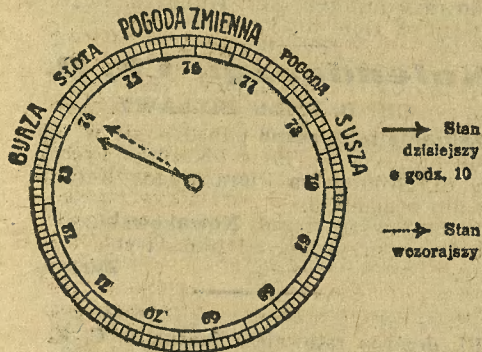 POGODA ZMIENNA
SŁOTA
POGODA
BURZA
SUSZA
75 76 77
74 78
73 79
72 67
71 68
70 69
Stan
dzisiejszy
o godz. 10
Stan
wczorajszy